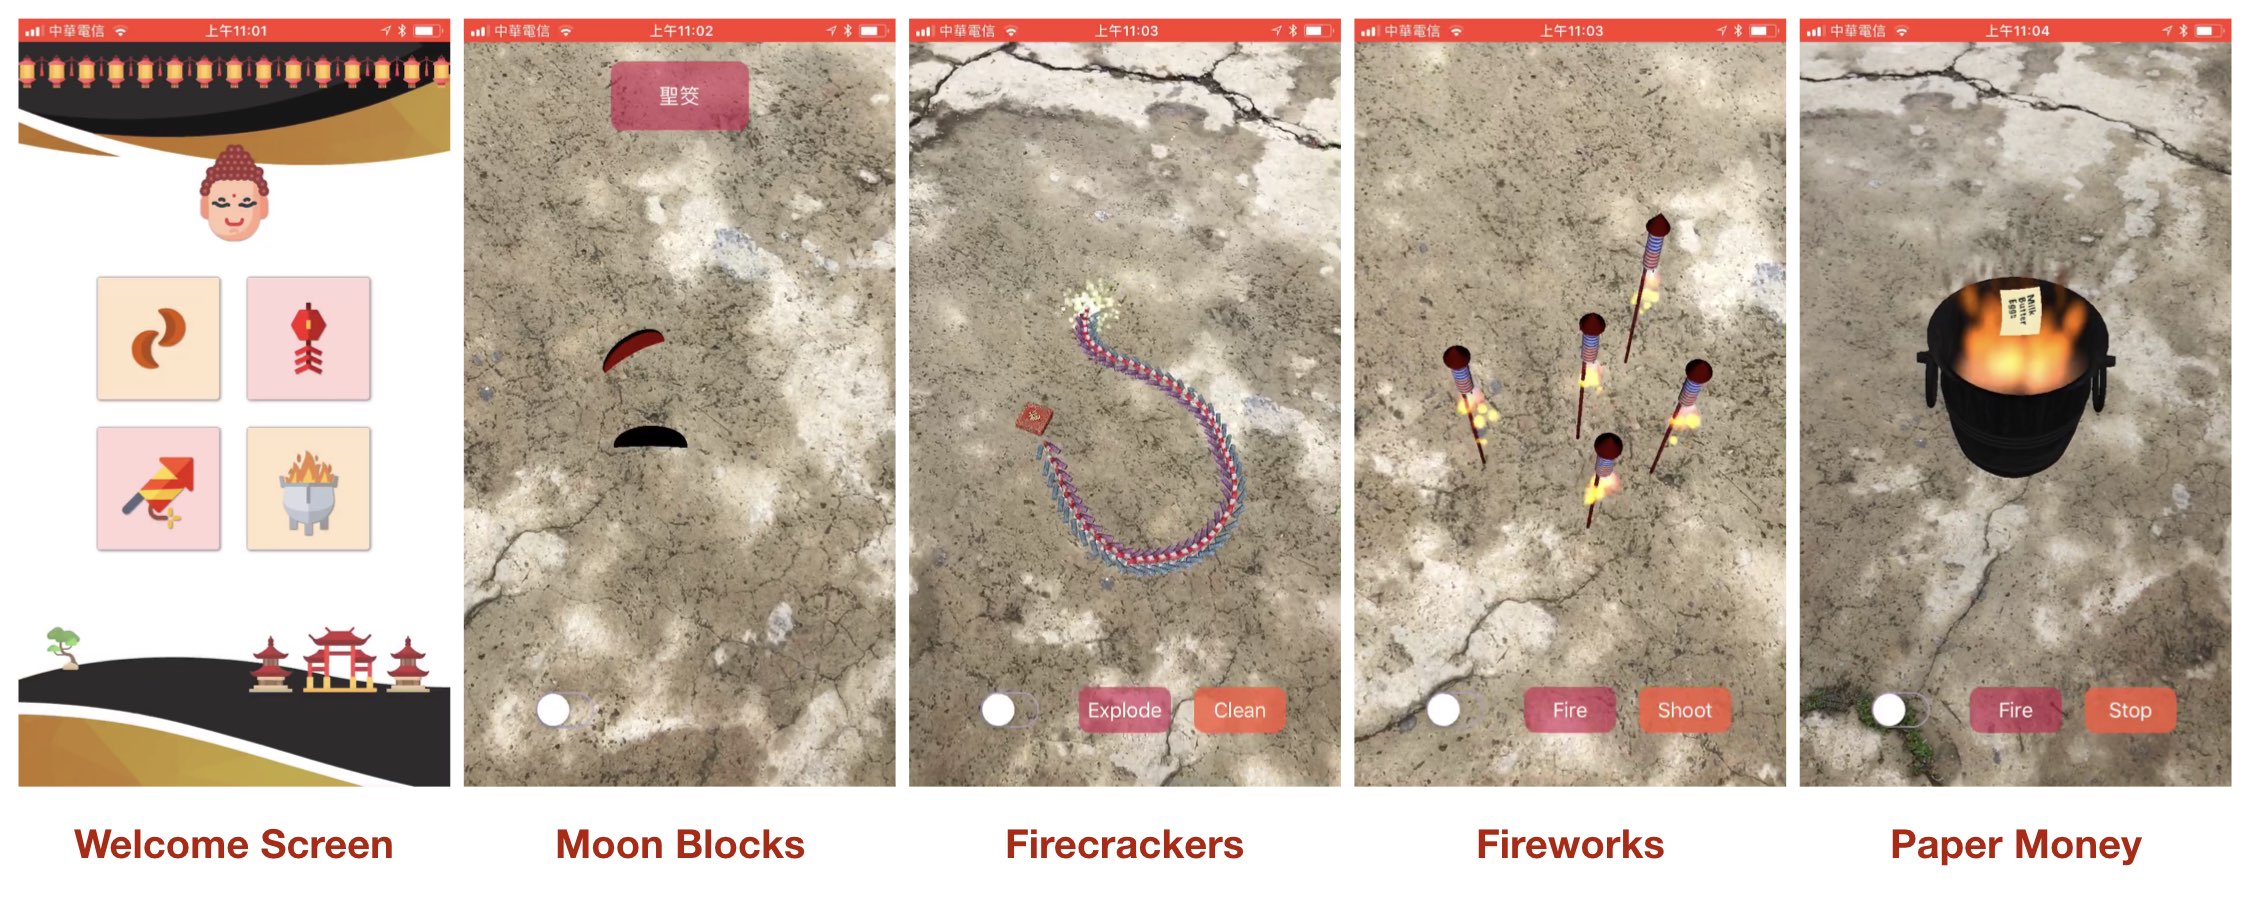 中華電信 上午11:01
中華電信 上午11:02
中華電信 上午11:03
中華電信 上午11:03
中華電信 上午11:04
聖筊
Milk
Butter
Eggs
Explode Clean
Fire Shoot
Fire Stop
Welcome Screen
Moon Blocks
Firecrackers
Fireworks
Paper Money